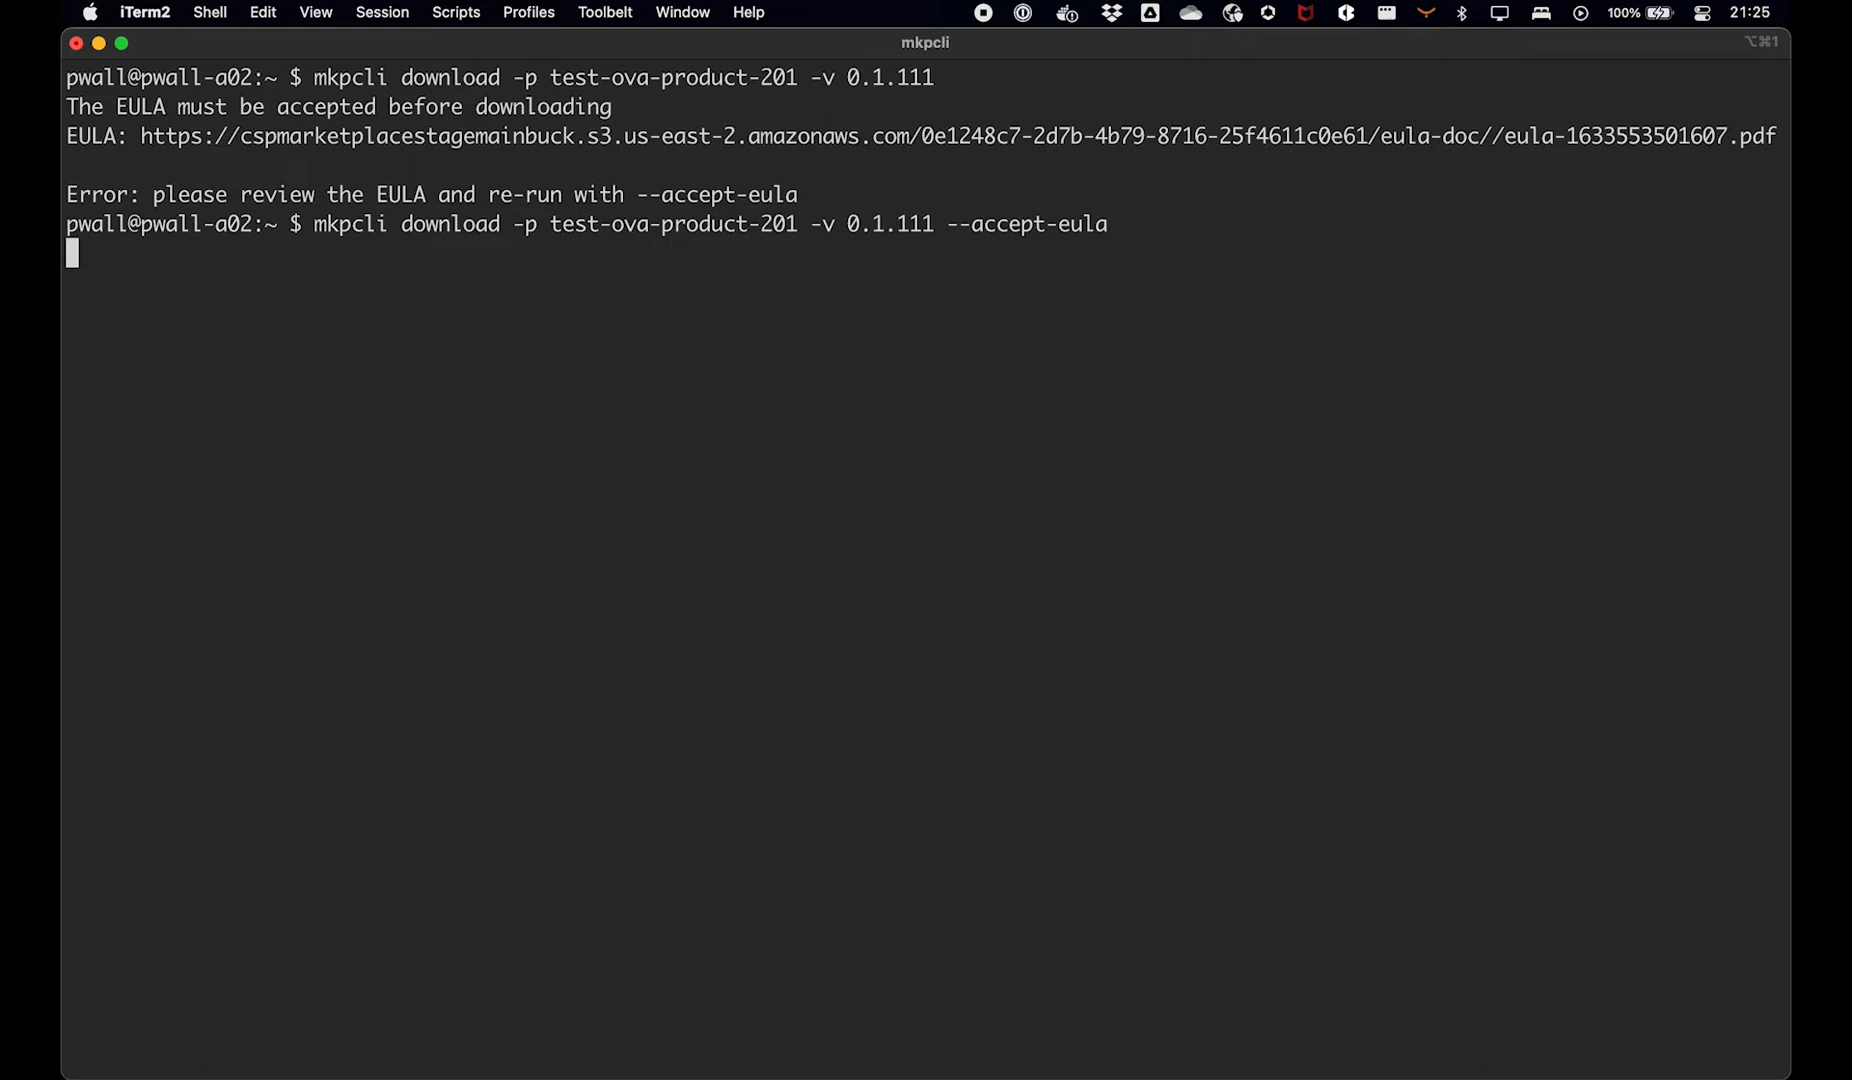 iTerm2 Shell Edit View Session Scripts Profiles Toolbelt Window Help 100% 21:25
mkpcli ⌥⌘1
pwall@pwall-a02:~ $ mkpcli download -p test-ova-product-201 -v 0.1.111
The EULA must be accepted before downloading
EULA: https://cspmarketplacestagemainbuck.s3.us-east-2.amazonaws.com/0e1248c7-2d7b-4b79-8716-25f4611c0e61/eula-doc//eula-1633553501607.pdf
Error: please review the EULA and re-run with --accept-eula
pwall@pwall-a02:~ $ mkpcli download -p test-ova-product-201 -v 0.1.111 --accept-eula